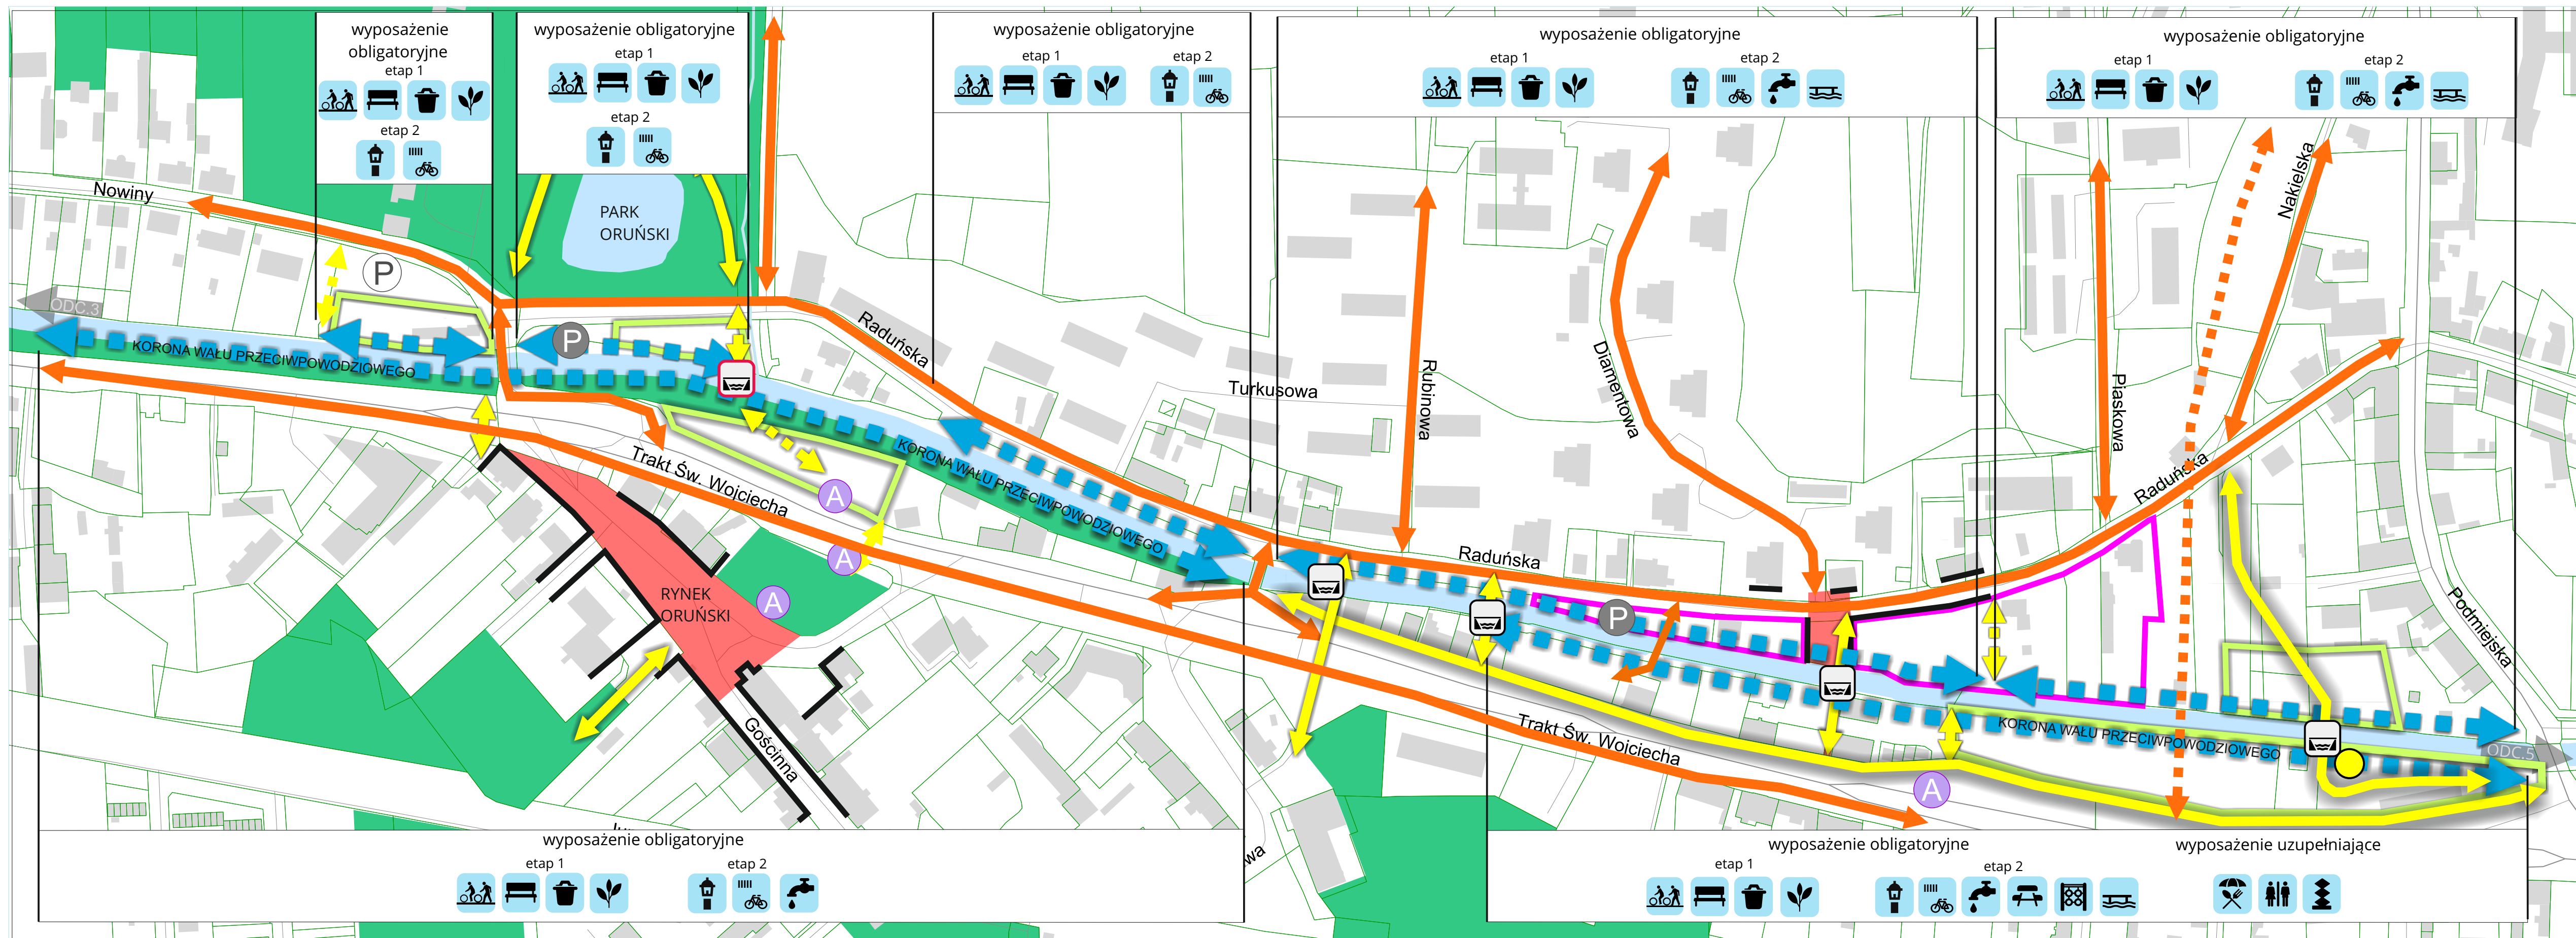 wyposażenie
obligatoryjne
etap 1
etap 2
wyposażenie obligatoryjne
etap 1
etap 2
wyposażenie obligatoryjne
etap 1
etap 2
wyposażenie obligatoryjne
etap 1
etap 2
wyposażenie obligatoryjne
etap 1
etap 2
Nowiny
PARK
ORUŃSKI
P
ODC.3
P
KORONA WAŁU PRZECIWPOWODZIOWEGO
Raduńska
Turkusowa
Rubinowa
Diamentowa
Piaskowa
Nakielska
Raduńska
Podmiejska
Trakt Św. Wojciecha
A
A
A
KORONA WAŁU PRZECIWPOWODZIOWEGO
RYNEK
ORUŃSKI
Gościnna
Raduńska
P
Trakt Św. Wojciecha
KORONA WAŁU PRZECIWPOWODZIOWEGO
A
ODC.5
wyposażenie obligatoryjne
etap 1
etap 2
wyposażenie obligatoryjne
etap 1
etap 2
wyposażenie uzupełniające